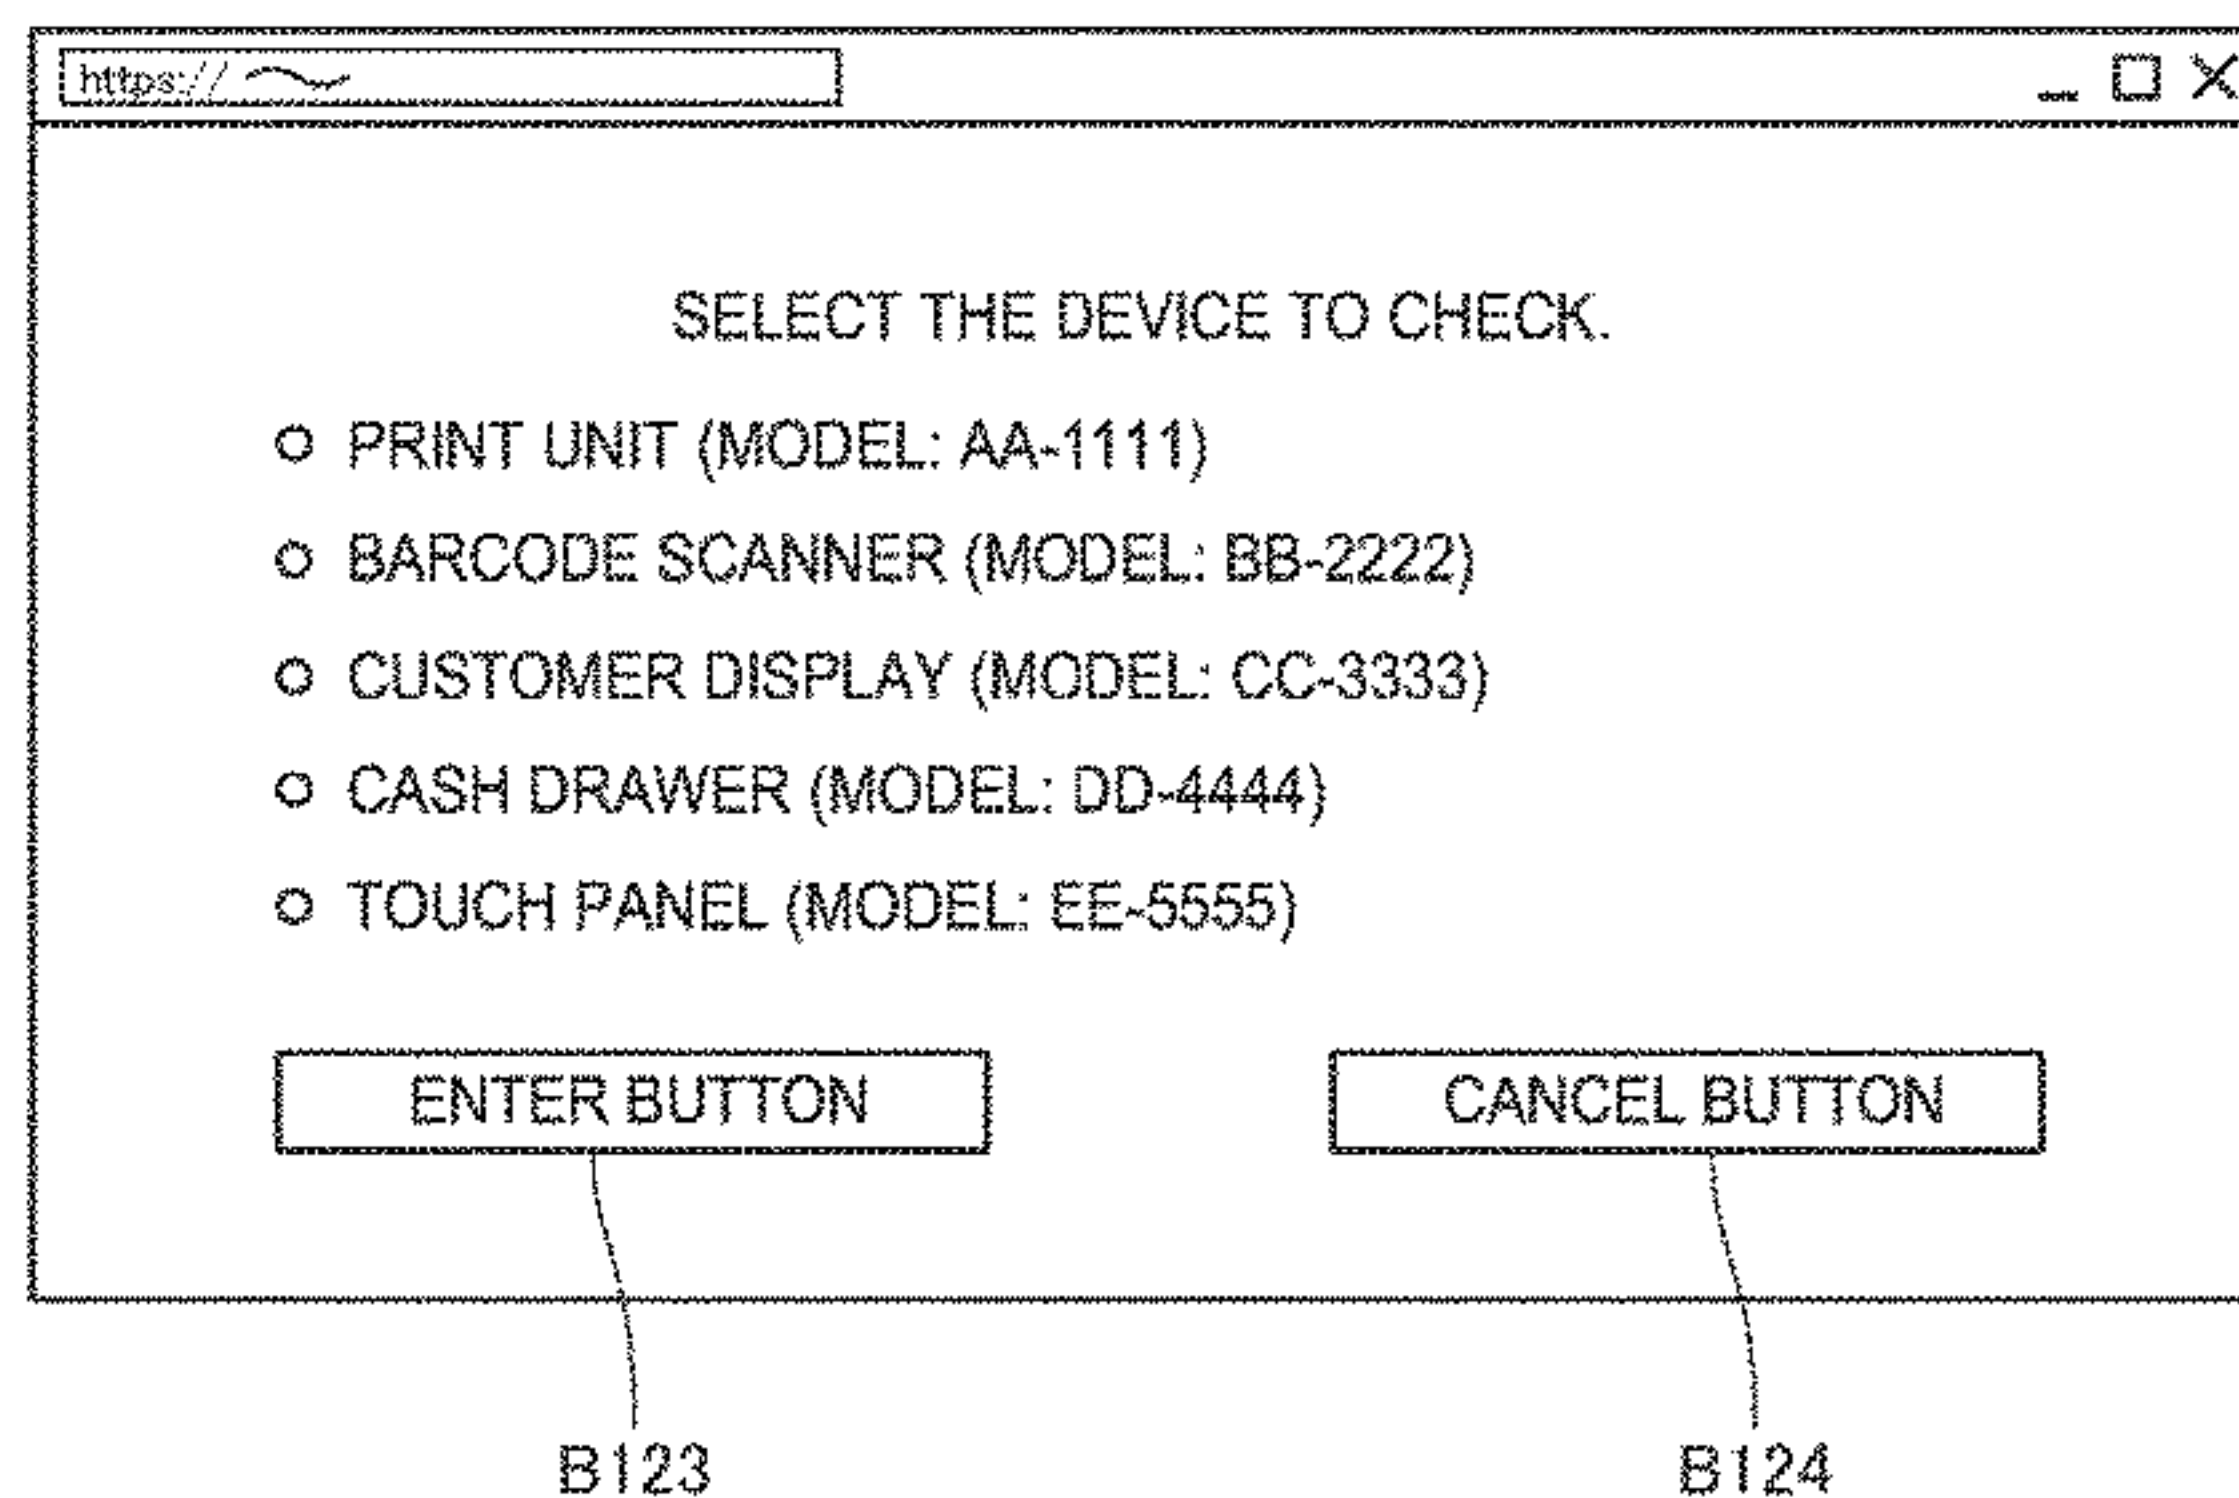 https://
SELECT THE DEVICE TO CHECK.
PRINT UNIT (MODEL: AA-1111)
BARCODE SCANNER (MODEL: BB-2222)
CUSTOMER DISPLAY (MODEL: CC-3333)
CASH DRAWER (MODEL: DD-4444)
TOUCH PANEL (MODEL: EE-5555)
ENTER BUTTON CANCEL BUTTON
B123 B124